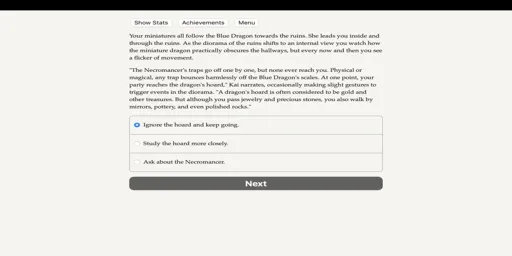 Show Stats Achievements Menu
Your miniatures all follow the Blue Dragon towards the ruins. She leads you inside and
through the ruins. As the diorama of the ruins shifts to an internal view you watch how
the miniature dragon practically obscures the hallways, but every now and then you see
a flicker of movement.
"The Necromancer's traps go off one by one, but none ever reach you. Physical or
magical, any trap bounces harmlessly off the Blue Dragon's scales. At one point, your
party reaches the dragon's hoard," Kai narrates, occasionally making slight gestures to
trigger events in the diorama. "A dragon's hoard is often considered to be gold and
other treasures. But although you pass jewelry and precious stones, you also walk by
mirrors, pottery, and even polished rocks."
Ignore the hoard and keep going.
Study the hoard more closely.
Ask about the Necromancer.
Next